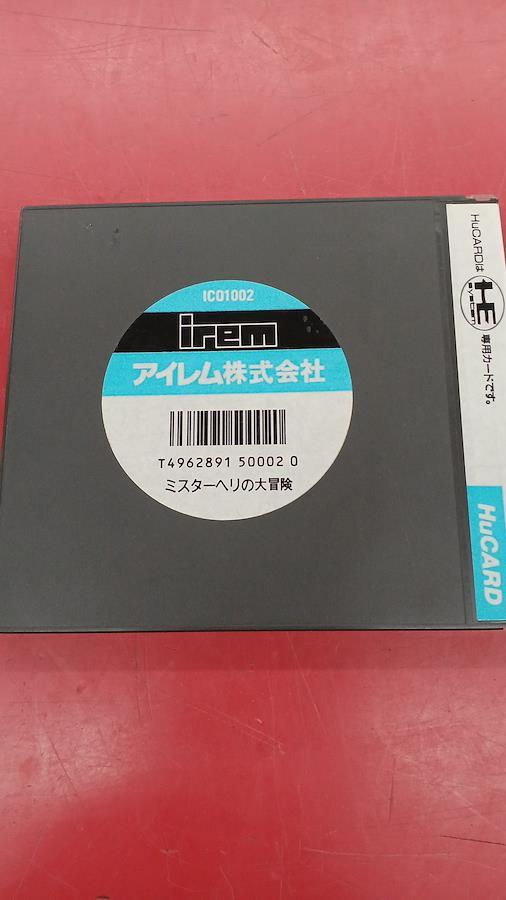 IC01002
irem
アイレム株式会社
T4962891 50002 0
ミスターヘリの大冒険
HuCARDは
HE
system
専用カードです。
HuCARD